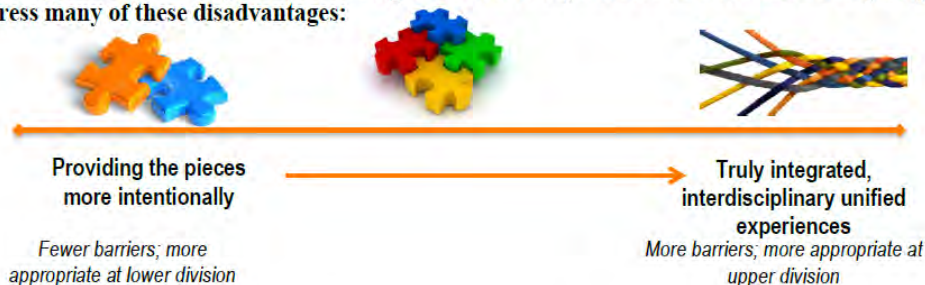 ress many of these disadvantages:
Providing the pieces
more intentionally
Truly integrated,
interdisciplinary unified
experiences
Fewer barriers; more
appropriate at lower division
More barriers; more appropriate at
upper division